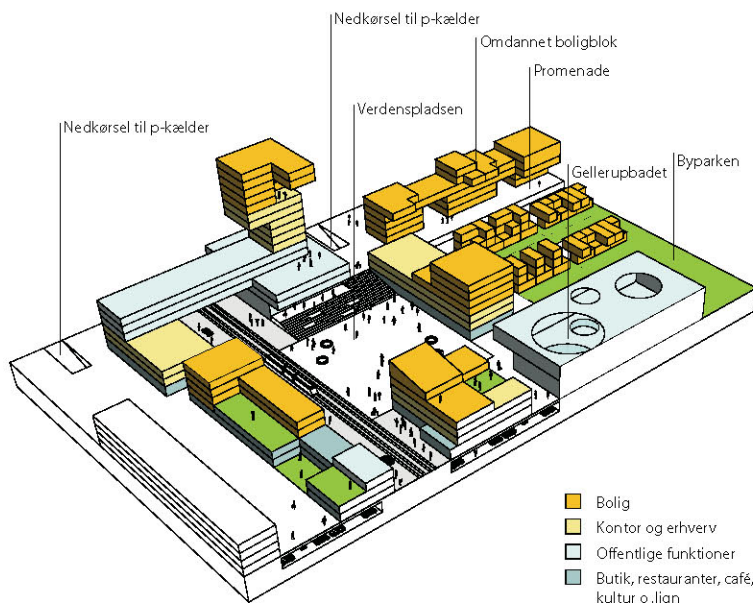 Nedkørsel til p-kælder
Omdannet boligblok
Promenade
Verdenspladsen
Nedkørsel til p-kælder
Gellerupbadet
Byparken
Bolig
Kontor og erhverv
Offentlige funktioner
Butik, restauranter, café,
kultur o.lign